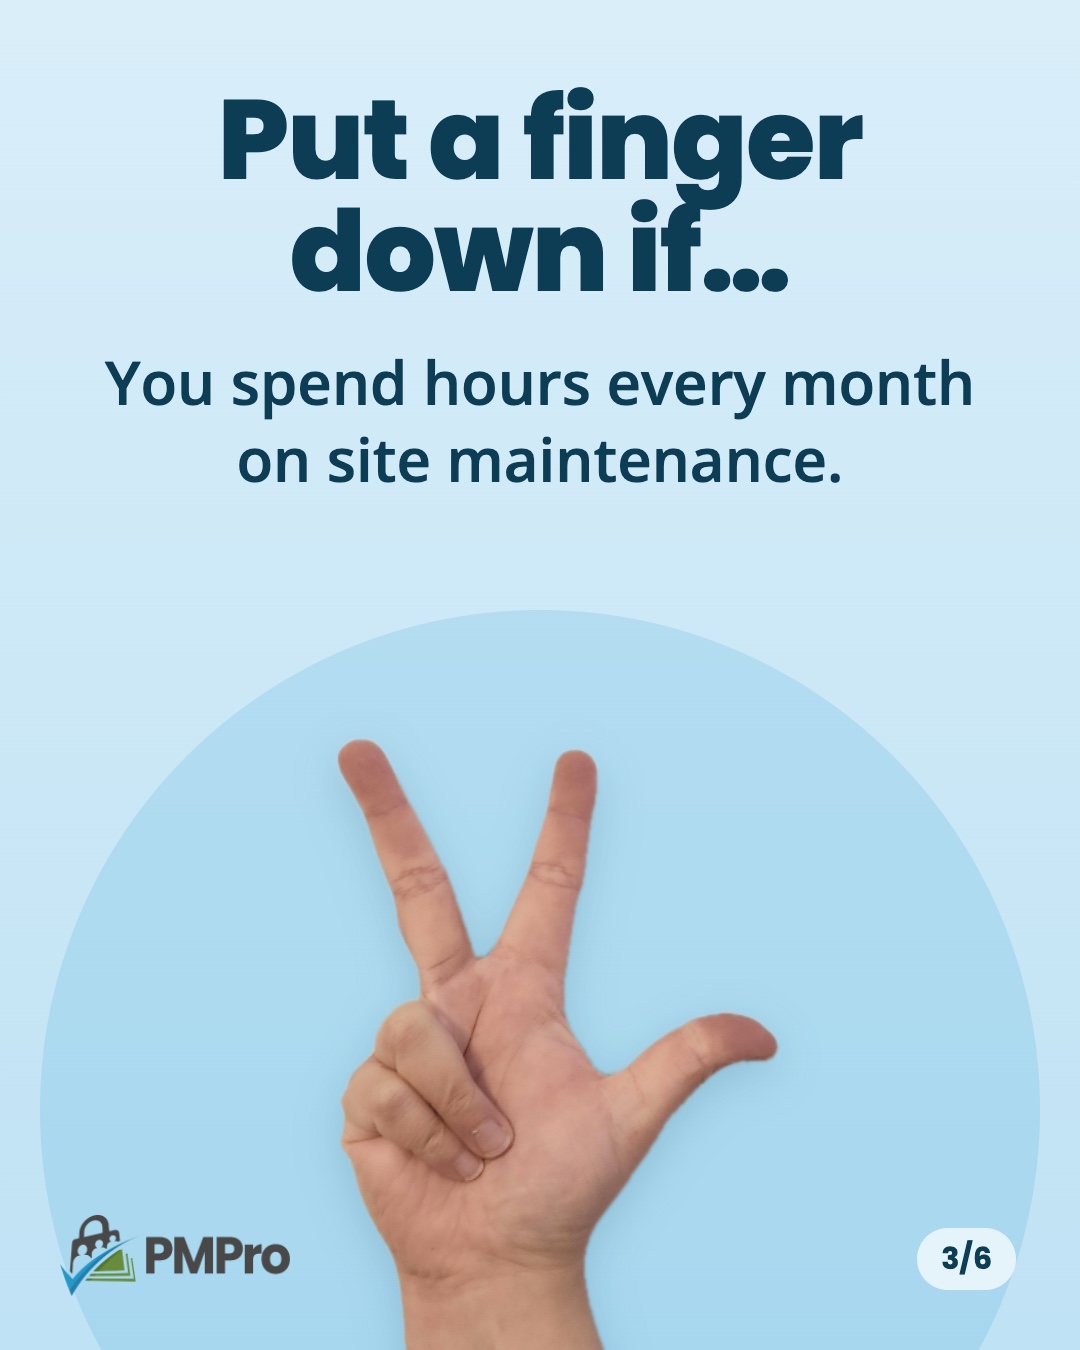 Put a finger
down if...
You spend hours every month
on site maintenance.
PMPro
3/6